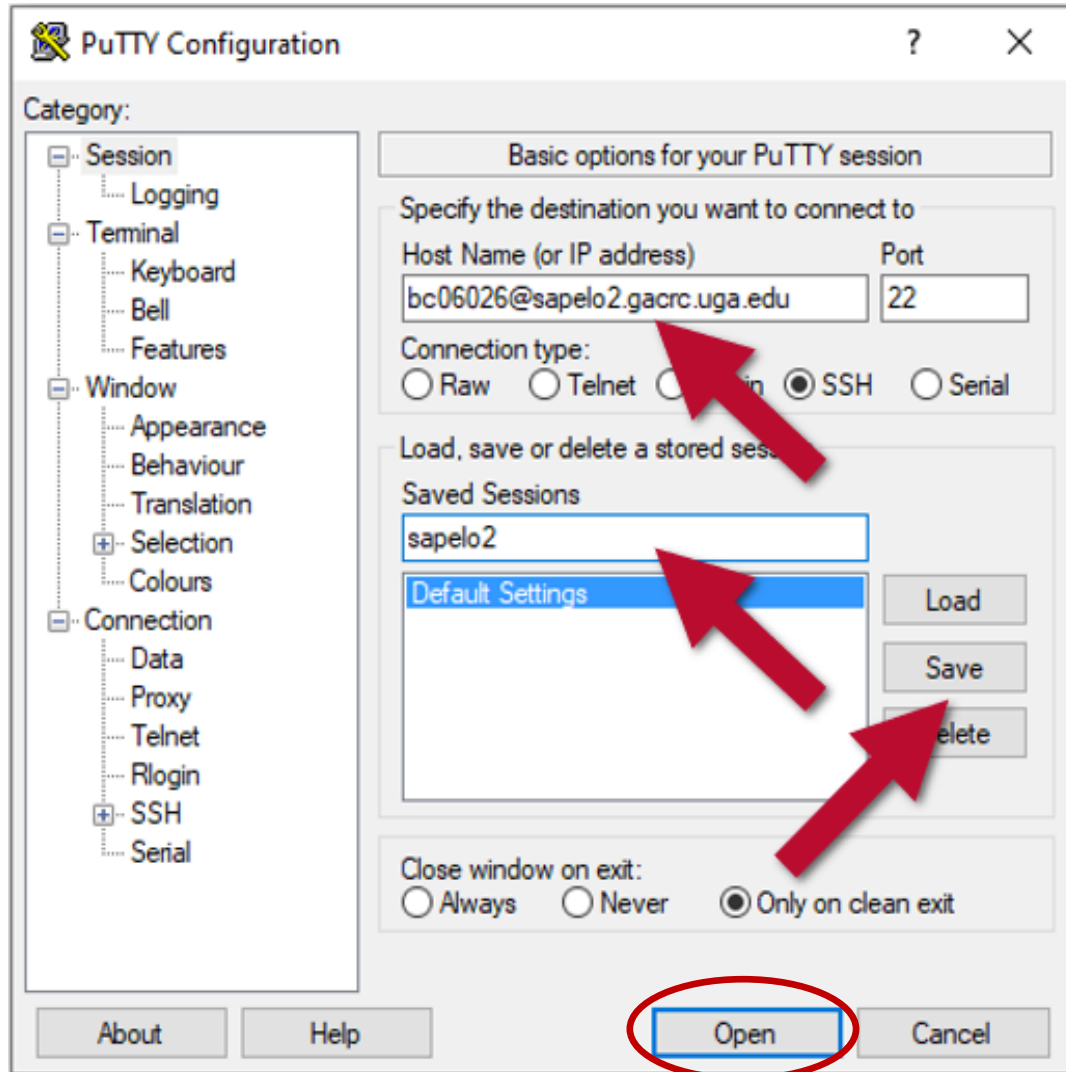 PuTTY Configuration
?
Category:
Session
Logging
Terminal
Keyboard
Bell
Features
Window
Appearance
Behaviour
Translation
Selection
Colours
Connection
Data
Proxy
Telnet
Rlogin
SSH
Serial
Basic options for your PuTTY session
Specify the destination you want to connect to
Host Name (or IP address) Port
bc06026@sapelo2.gacrc.uga.edu 22
Connection type:
Raw Telnet SSH Serial
Load, save or delete a stored
Saved Sessions
sapelo2
Default Settings
Load
Save
Close window on exit:
Always Never Only on clean exit
About Help Open Cancel